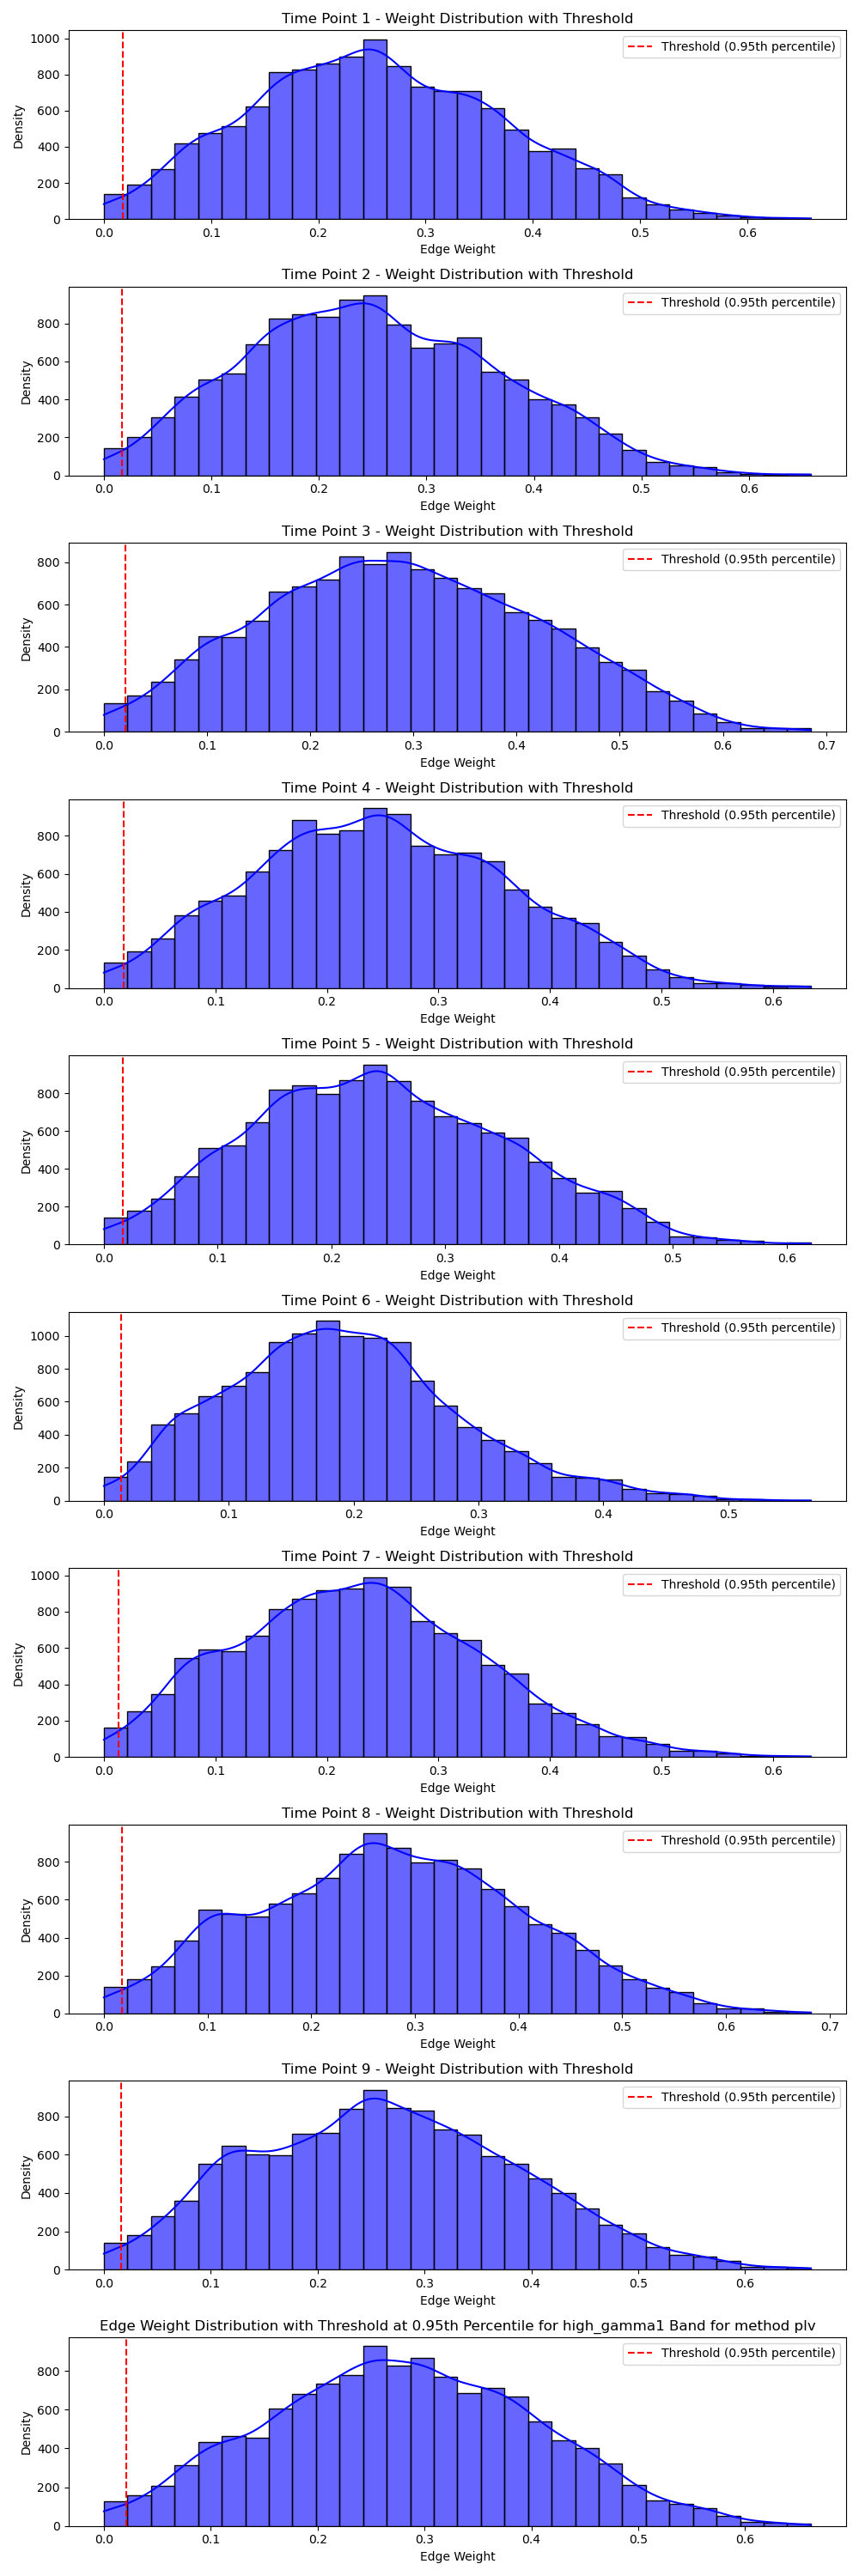 Time Point 1 - Weight Distribution with Threshold
Threshold (0.95th percentile)
Density
1000
800
600
400
200
0
0.0 0.1 0.2 0.3 0.4 0.5 0.6
Edge Weight
Time Point 2 - Weight Distribution with Threshold
Threshold (0.95th percentile)
Density
800
600
400
200
0
0.0 0.1 0.2 0.3 0.4 0.5 0.6
Edge Weight
Time Point 3 - Weight Distribution with Threshold
Threshold (0.95th percentile)
Density
800
600
400
200
0
0.0 0.1 0.2 0.3 0.4 0.5 0.6 0.7
Edge Weight
Time Point 4 - Weight Distribution with Threshold
Threshold (0.95th percentile)
Density
800
600
400
200
0
0.0 0.1 0.2 0.3 0.4 0.5 0.6
Edge Weight
Time Point 5 - Weight Distribution with Threshold
Threshold (0.95th percentile)
Density
800
600
400
200
0
0.0 0.1 0.2 0.3 0.4 0.5 0.6
Edge Weight
Time Point 6 - Weight Distribution with Threshold
Threshold (0.95th percentile)
Density
1000
800
600
400
200
0
0.0 0.1 0.2 0.3 0.4 0.5
Edge Weight
Time Point 7 - Weight Distribution with Threshold
Threshold (0.95th percentile)
Density
1000
800
600
400
200
0
0.0 0.1 0.2 0.3 0.4 0.5 0.6
Edge Weight
Time Point 8 - Weight Distribution with Threshold
Threshold (0.95th percentile)
Density
800
600
400
200
0
0.0 0.1 0.2 0.3 0.4 0.5 0.6 0.7
Edge Weight
Time Point 9 - Weight Distribution with Threshold
Threshold (0.95th percentile)
Density
800
600
400
200
0
0.0 0.1 0.2 0.3 0.4 0.5 0.6
Edge Weight
Edge Weight Distribution with Threshold at 0.95th Percentile for high_gamma1 Band for method plv
Threshold (0.95th percentile)
Density
800
600
400
200
0
0.0 0.1 0.2 0.3 0.4 0.5 0.6
Edge Weight